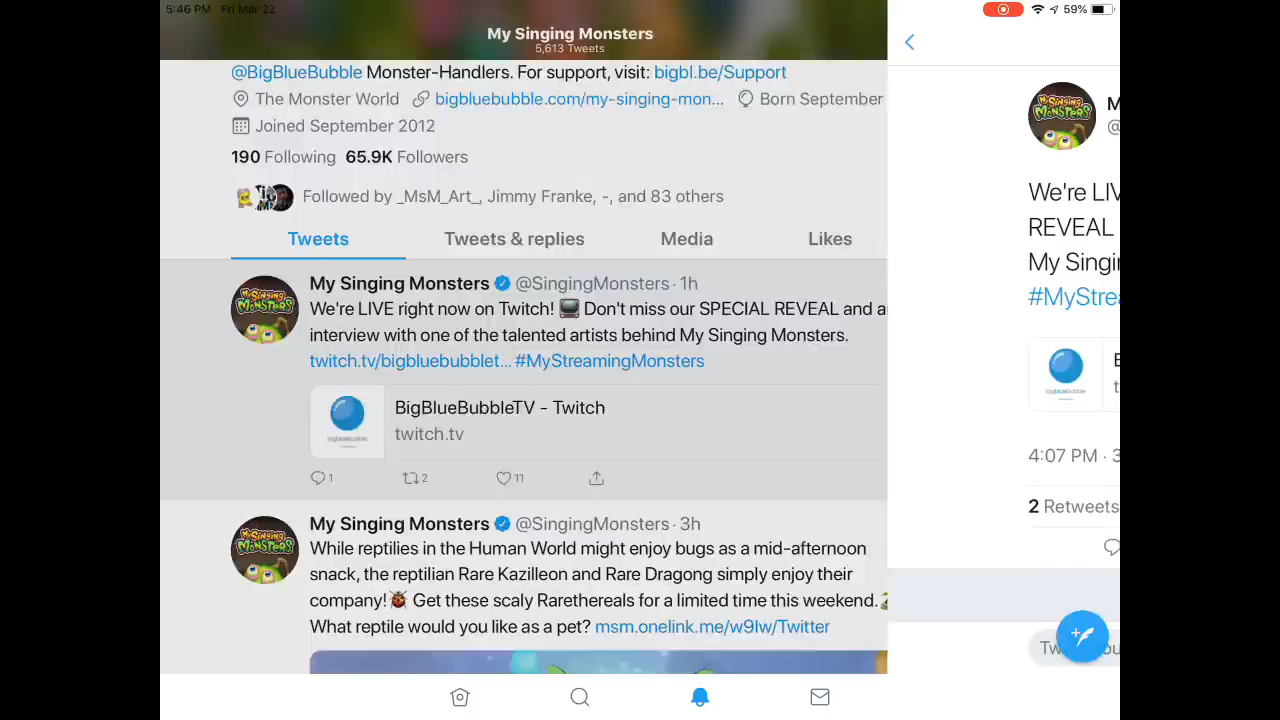 5:46 PM Fri Mar 22
59%
My Singing Monsters
5,613 Tweets
@BigBlueBubble Monster-Handlers. For support, visit: bigbl.be/Support
The Monster World bigbluebubble.com/my-singing-mon... Born September
Joined September 2012
190 Following 65.9K Followers
Followed by _MsM_Art_, Jimmy Franke, -, and 83 others
Tweets Tweets & replies Media Likes
My Singing Monsters @SingingMonsters · 1h
We're LIVE right now on Twitch! 📺 Don't miss our SPECIAL REVEAL and a
interview with one of the talented artists behind My Singing Monsters.
twitch.tv/bigbluebubblet... #MyStreamingMonsters
BigBlueBubbleTV - Twitch
twitch.tv
1 2 11
My Singing Monsters @SingingMonsters · 3h
While reptilies in the Human World might enjoy bugs as a mid-afternoon
snack, the reptilian Rare Kazilleon and Rare Dragong simply enjoy their
company!🐞 Get these scaly Rarethereals for a limited time this weekend.
What reptile would you like as a pet? msm.onelink.me/w9Iw/Twitter
M
@
We're LIV
REVEAL
My Singi
#MyStrea
B
t
4:07 PM · 3
2 Retweets
Tw